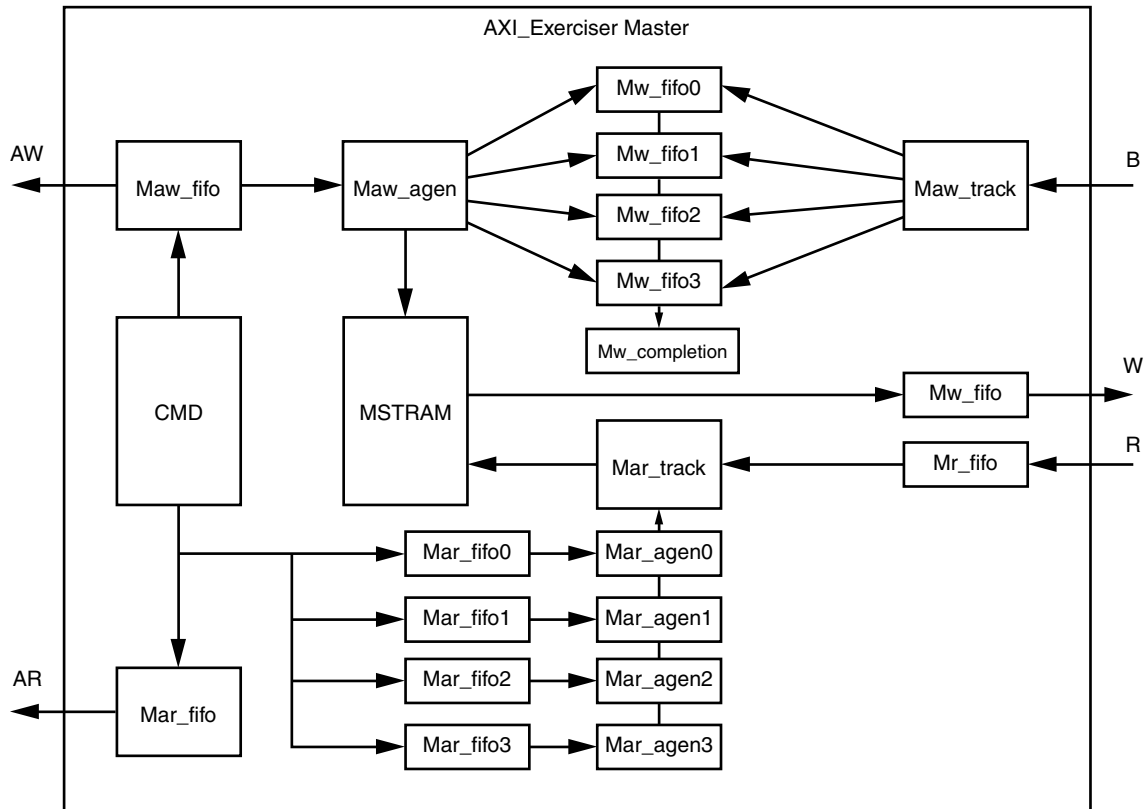 AXI_Exerciser Master
Mw_fifo0
AW
Maw_fifo
Maw_agen
Mw_fifo1
Maw_track
B
Mw_fifo2
Mw_fifo3
Mw_completion
CMD
MSTRAM
Mw_fifo
W
Mar_track
Mr_fifo
R
Mar_fifo0
Mar_agen0
Mar_fifo1
Mar_agen1
AR
Mar_fifo
Mar_fifo2
Mar_agen2
Mar_fifo3
Mar_agen3